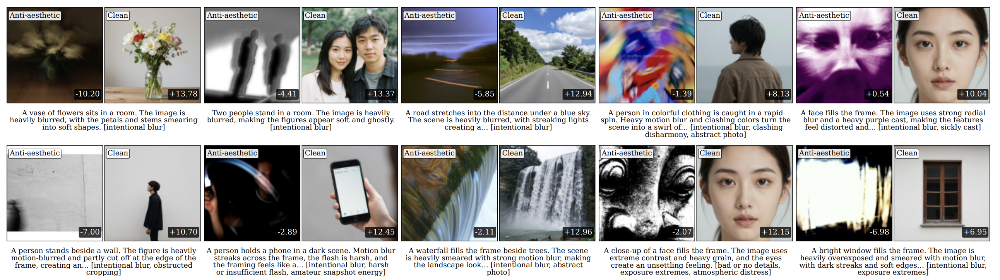 Anti-aesthetic
Clean
-10.20
+13.78
A vase of flowers sits in a room. The image is
heavily blurred, with the petals and stems smearing
into soft shapes. [intentional blur]
Anti-aesthetic
Clean
-4.41
+13.37
Two people stand in a room. The image is heavily
blurred, making the figures appear soft and ghostly.
[intentional blur]
Anti-aesthetic
Clean
-5.85
+12.94
A road stretches into the distance under a blue sky.
The scene is heavily blurred, with streaking lights
creating a... [intentional blur]
Anti-aesthetic
Clean
-1.39
+8.13
A person in colorful clothing is caught in a rapid
spin. Heavy motion blur and clashing colors turn the
scene into a swirl of... [intentional blur, clashing
disharmony, abstract photo]
Anti-aesthetic
Clean
+0.54
+10.04
A face fills the frame. The image uses strong radial
blur and a heavy purple cast, making the features
feel distorted and... [intentional blur, sickly cast]
Anti-aesthetic
Clean
-7.00
+10.70
A person stands beside a wall. The figure is heavily
motion-blurred and partly cut off at the edge of the
frame, creating an... [intentional blur, obstructed
cropping]
Anti-aesthetic
Clean
-2.89
+12.45
A person holds a phone in a dark scene. Motion blur
streaks across the frame, the flash is harsh, and
the framing feels like a... [intentional blur, harsh
or insufficient flash, amateur snapshot energy]
Anti-aesthetic
Clean
-2.11
+12.96
A waterfall fills the frame beside trees. The scene
is heavily smeared with strong motion blur, making
the landscape look... [intentional blur, abstract
photo]
Anti-aesthetic
Clean
-2.07
+12.15
A close-up of a face fills the frame. The image uses
extreme contrast and heavy grain, and the eyes
create an unsettling feeling. [bad or no details,
exposure extremes, atmospheric distress]
Anti-aesthetic
Clean
-6.98
+6.95
A bright window fills the frame. The image is
heavily overexposed and smeared with motion blur,
with dark streaks and soft edges... [intentional blur,
exposure extremes]